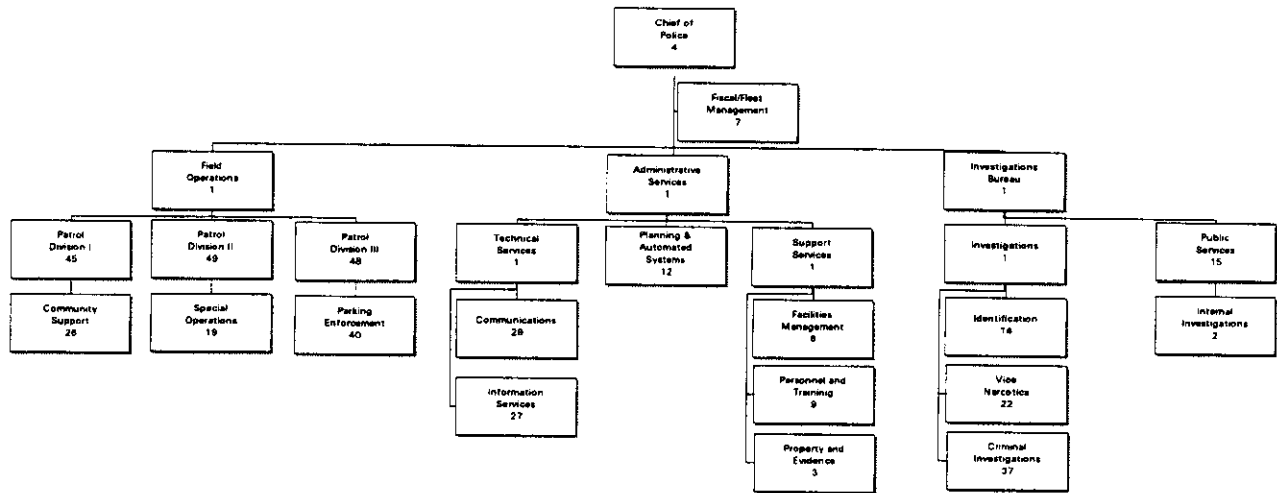 Chief of
Police
4
Fiscal/Fleet
Management
7
Field
Operations
1
Administrative
Services
1
Investigations
Bureau
1
Patrol
Division I
45
Patrol
Division II
49
Patrol
Division III
48
Technical
Services
1
Planning &
Automated
Systems
12
Support
Services
1
Investigations
1
Public
Services
15
Community
Support
26
Special
Operations
19
Parking
Enforcement
40
Communications
Facilities
Management
Identification
Internal
Investigations
2
Information
Services
27
Personnel and
Training
9
Vice
Narcotics
22
Property and
Evidence
3
Criminal
Investigations
37